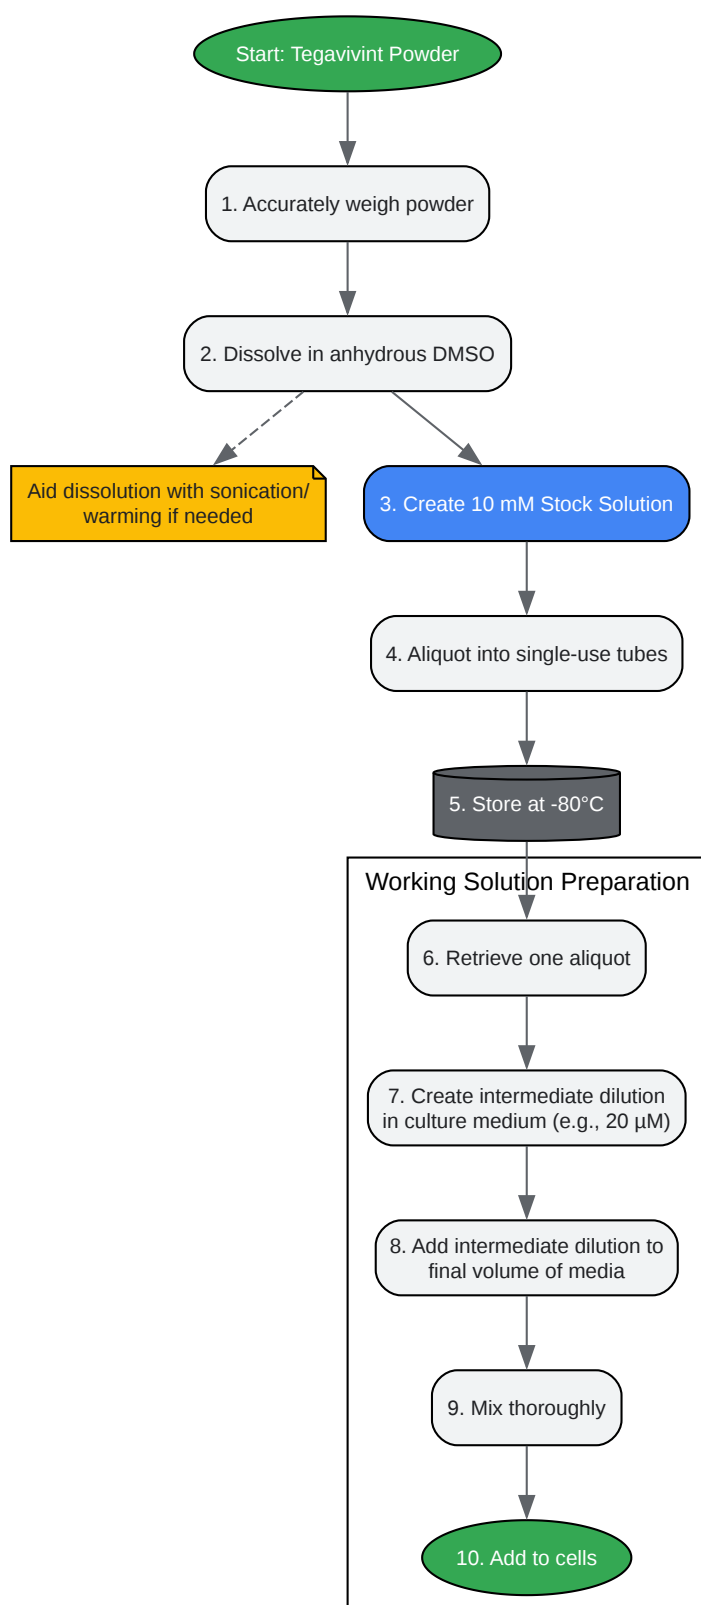 Start: Tegavivint Powder
1. Accurately weigh powder
2. Dissolve in anhydrous DMSO
Aid dissolution with sonication/
warming if needed
3. Create 10 mM Stock Solution
4. Aliquot into single-use tubes
5. Store at -80°C
Working Solution Preparation
6. Retrieve one aliquot
7. Create intermediate dilution
in culture medium (e.g., 20 µM)
8. Add intermediate dilution to
final volume of media
9. Mix thoroughly
10. Add to cells